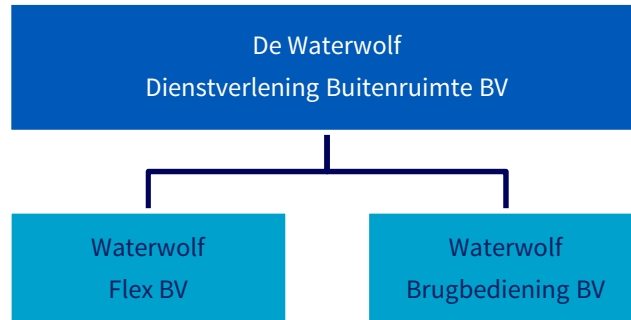 De Waterwolf
Dienstverlening Buitenruimte BV
Waterwolf
Flex BV
Waterwolf
Brugbediening BV